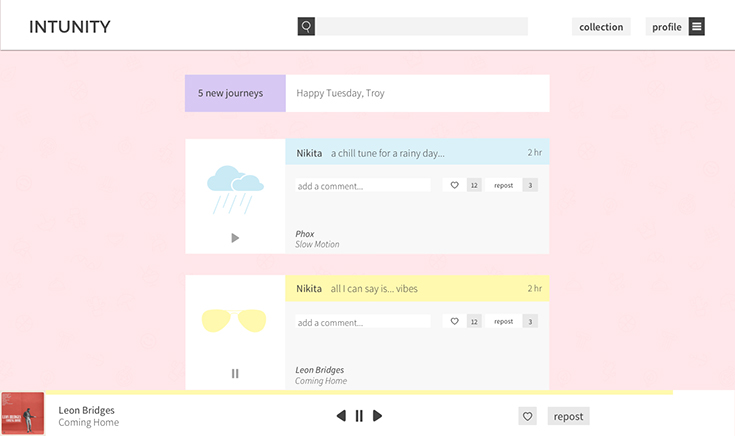 INTUNITY
collection
profile
5 new journeys
Happy Tuesday, Troy
Nikita a chill tune for a rainy day...
2 hr
add a comment...
12
repost
3
Phox
Slow Motion
Nikita all I can say is... vibes
2 hr
add a comment...
12
repost
3
Leon Bridges
Coming Home
LEON BRIDGES
Leon Bridges
Coming Home
repost